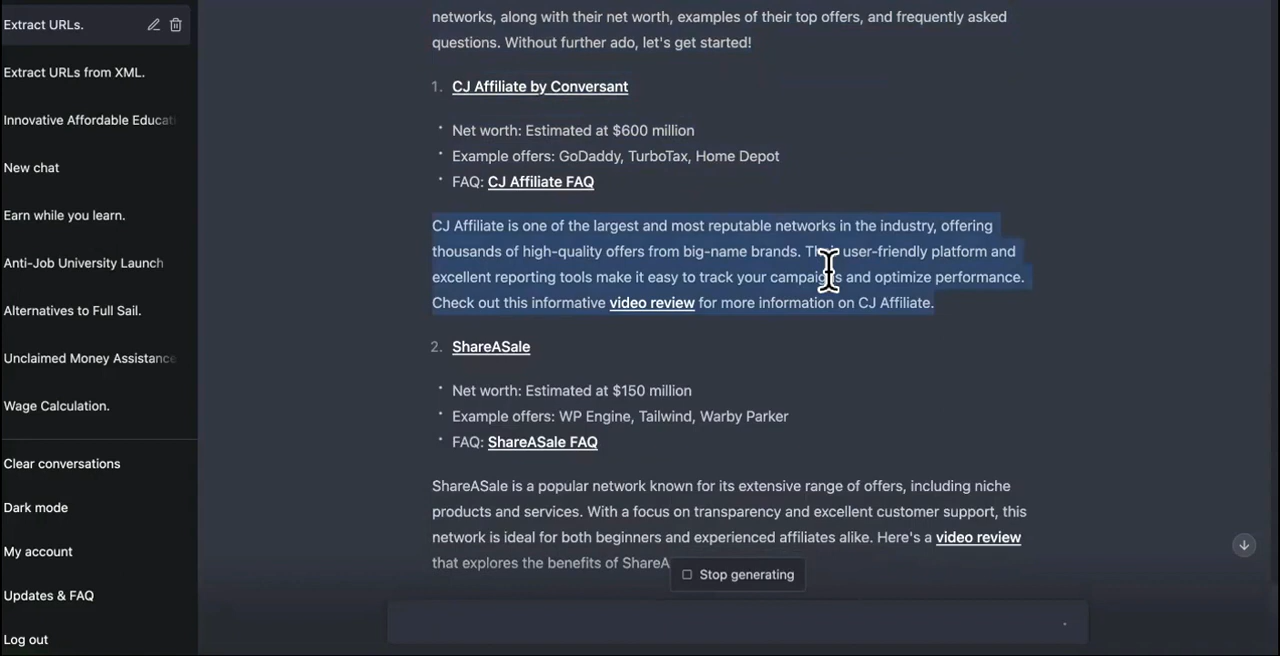 Extract URLs.
Extract URLs from XML.
Innovative Affordable Educati
New chat
Earn while you learn.
Anti-Job University Launch
Alternatives to Full Sail.
Unclaimed Money Assistance
Wage Calculation.
Clear conversations
Dark mode
My account
Updates & FAQ
Log out
networks, along with their net worth, examples of their top offers, and frequently asked
questions. Without further ado, let's get started!
1. CJ Affiliate by Conversant
• Net worth: Estimated at $600 million
• Example offers: GoDaddy, TurboTax, Home Depot
• FAQ: CJ Affiliate FAQ
CJ Affiliate is one of the largest and most reputable networks in the industry, offering
thousands of high-quality offers from big-name brands. Their user-friendly platform and
excellent reporting tools make it easy to track your campaigns and optimize performance.
Check out this informative video review for more information on CJ Affiliate.
2. ShareASale
• Net worth: Estimated at $150 million
• Example offers: WP Engine, Tailwind, Warby Parker
• FAQ: ShareASale FAQ
ShareASale is a popular network known for its extensive range of offers, including niche
products and services. With a focus on transparency and excellent customer support, this
network is ideal for both beginners and experienced affiliates alike. Here's a video review
that explores the benefits of ShareA
Stop generating